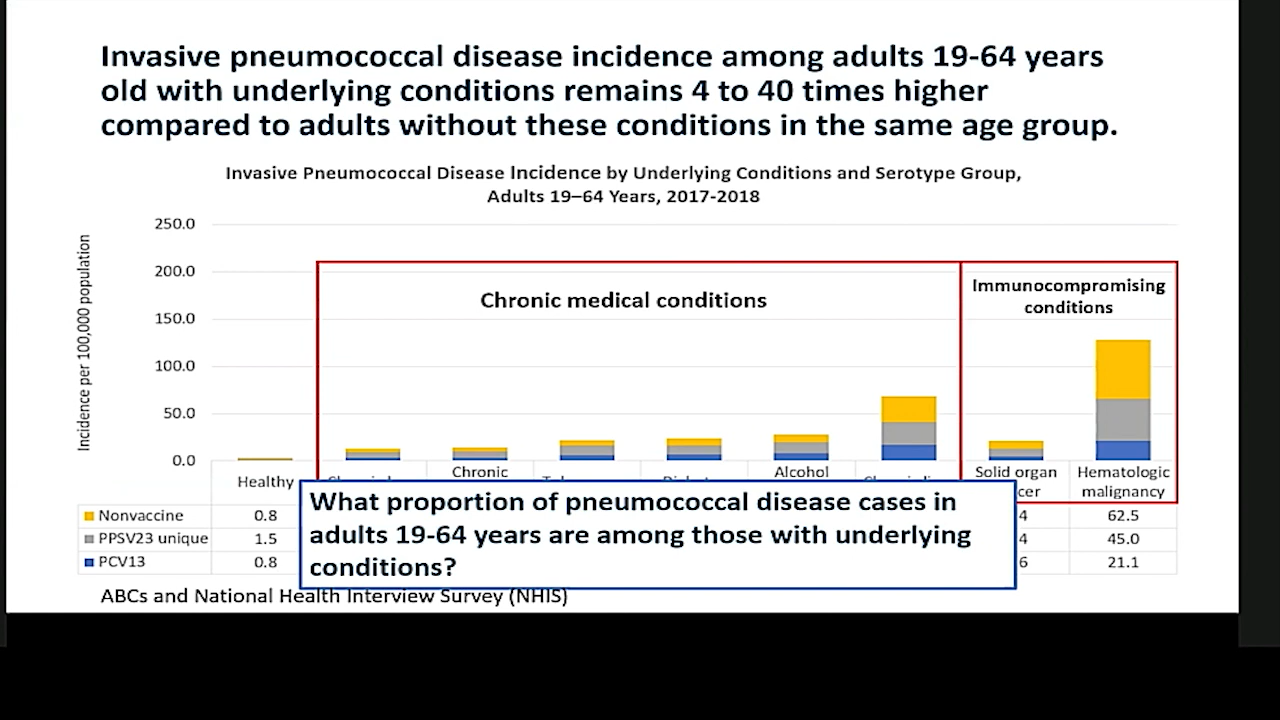 Invasive pneumococcal disease incidence among adults 19-64 years
old with underlying conditions remains 4 to 40 times higher
compared to adults without these conditions in the same age group.
Invasive Pneumococcal Disease Incidence by Underlying Conditions and Serotype Group,
Adults 19–64 Years, 2017-2018
Incidence per 100,000 population
250.0
200.0
150.0
100.0
50.0
0.0
Chronic medical conditions
Immunocompromising
conditions
Healthy
Chronic
Alcohol
Solid organ
Hematologic
malignancy
Nonvaccine 0.8 4 62.5
PPSV23 unique 1.5 4 45.0
PCV13 0.8 6 21.1
What proportion of pneumococcal disease cases in
adults 19-64 years are among those with underlying
conditions?
ABCs and National Health Interview Survey (NHIS)